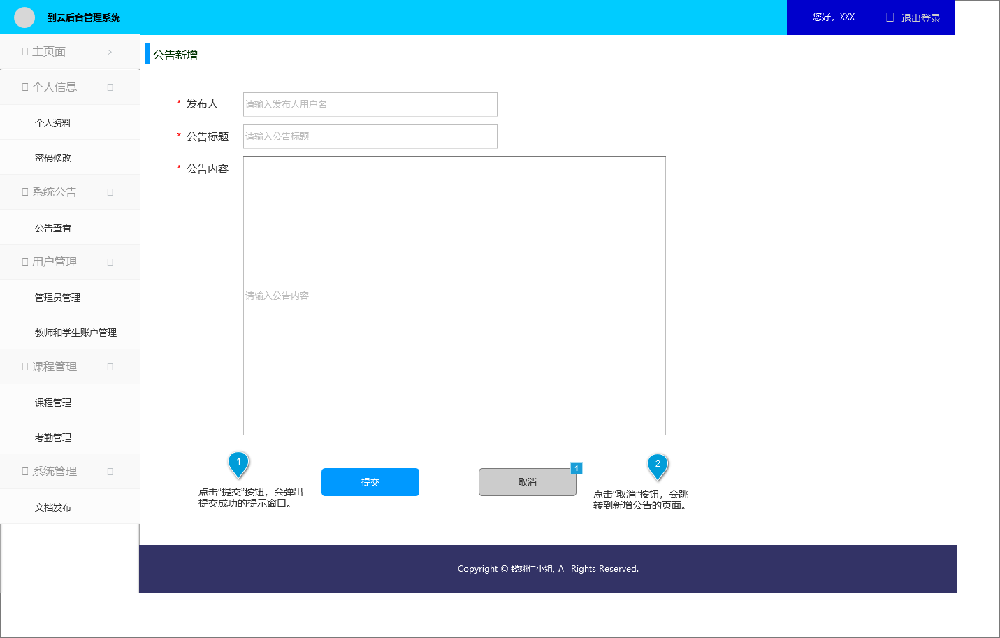 到云后台管理系统
您好，XXX
退出登录
主页面 >
公告新增
个人信息
* 发布人 请输入发布人用户名
个人资料
* 公告标题 请输入公告标题
密码修改
* 公告内容
系统公告
公告查看
用户管理
请输入公告内容
管理员管理
教师和学生账户管理
课程管理
课程管理
考勤管理
系统管理
文档发布
1
点击“提交”按钮，会弹出
提交成功的提示窗口。
提交
取消
1
2
点击“取消”按钮，会跳
转到新增公告的页面。
Copyright © 钱翊仁小组, All Rights Reserved.